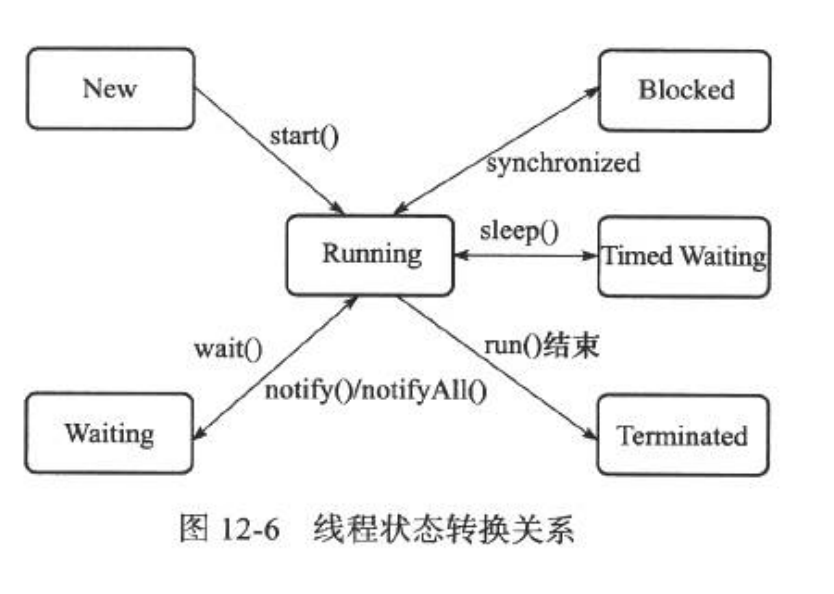 New
Blocked
start()
synchronized
sleep()
Running
Timed Waiting
wait()
run()结束
notify()/notifyAll()
Waiting
Terminated
图 12-6 线程状态转换关系